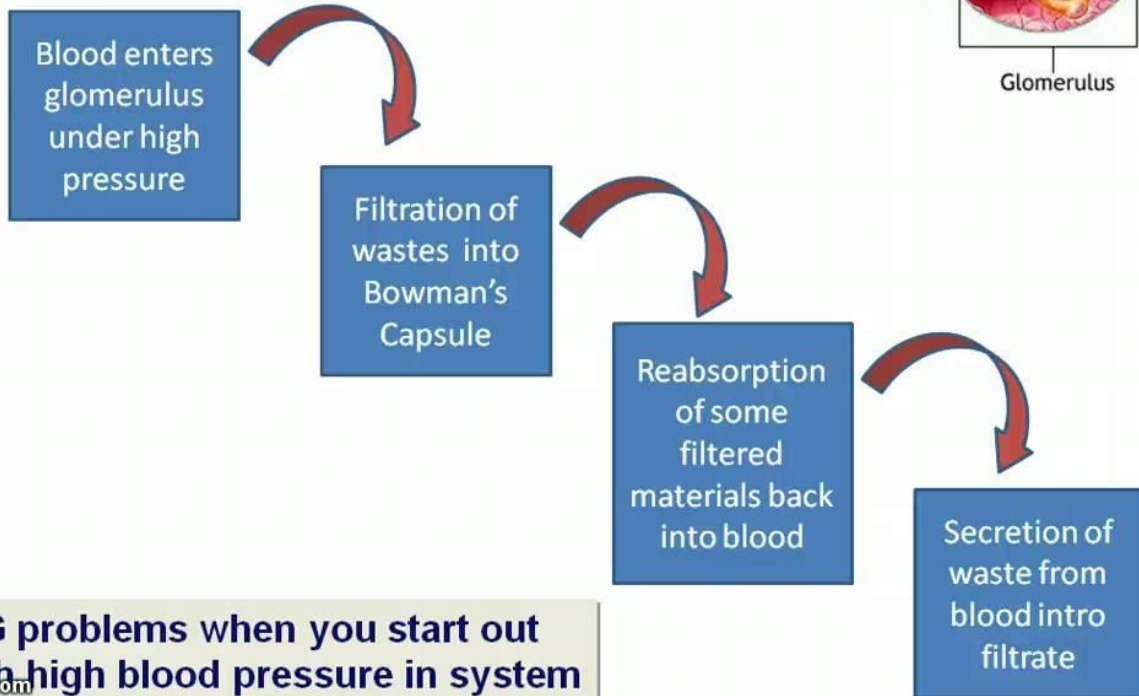 Blood enters
glomerulus
under high
pressure
Glomerulus
Filtration of
wastes into
Bowman's
Capsule
Reabsorption
of some
filtered
materials back
into blood
Secretion of
waste from
blood intro
filtrate
problems when you start out
high blood pressure in system